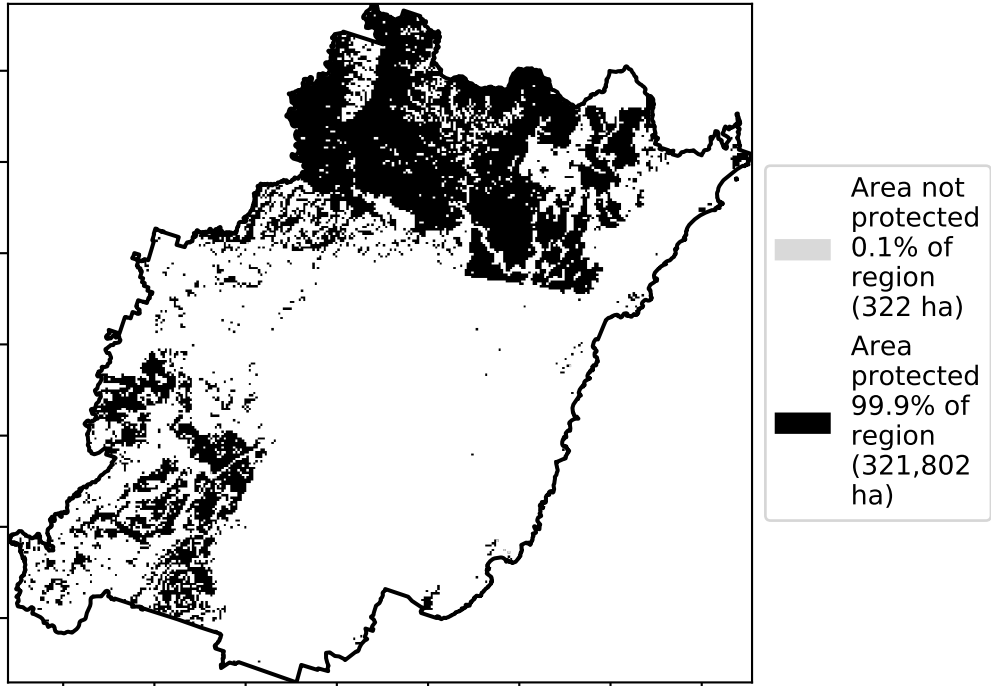 Area not
protected
0.1% of
region
(322 ha)
Area
protected
99.9% of
region
(321,802
ha)